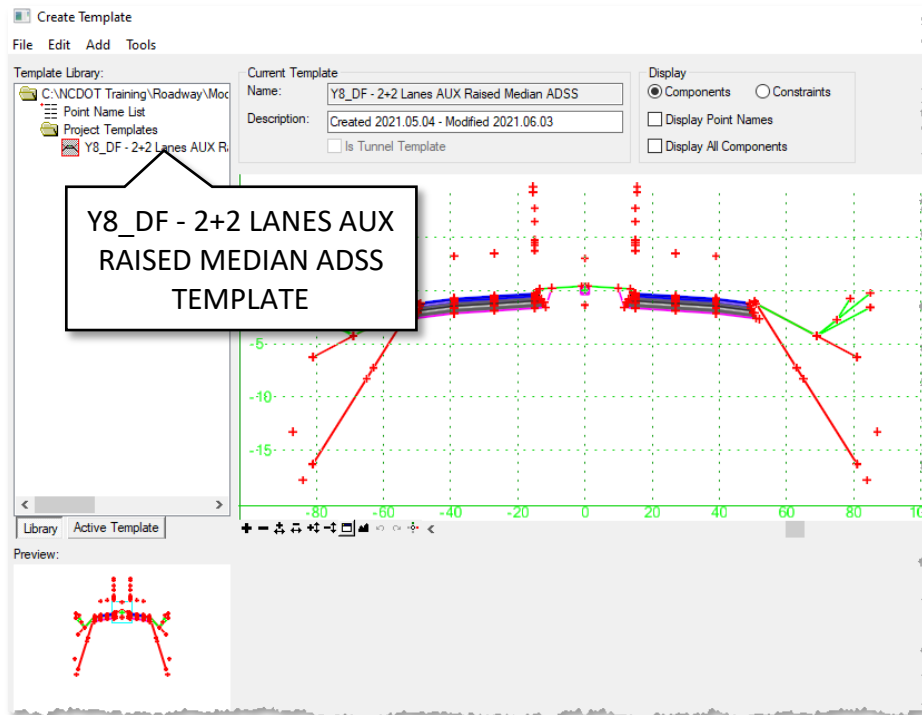 Create Template
File Edit Add Tools
Template Library:
C:\NCDOT Training\Roadway\Moc
Point Name List
Project Templates
Y8_DF - 2+2 Lanes AUX R
Current Template
Name: Y8_DF - 2+2 Lanes AUX Raised Median ADSS
Description: Created 2021.05.04 - Modified 2021.06.03
Is Tunnel Template
Display
Components Constraints
Display Point Names
Display All Components
Y8_DF - 2+2 LANES AUX
RAISED MEDIAN ADSS
TEMPLATE
-5
-10
-15
-80 -60 -40 -20 0 20 40 60 80
Library Active Template
Preview: